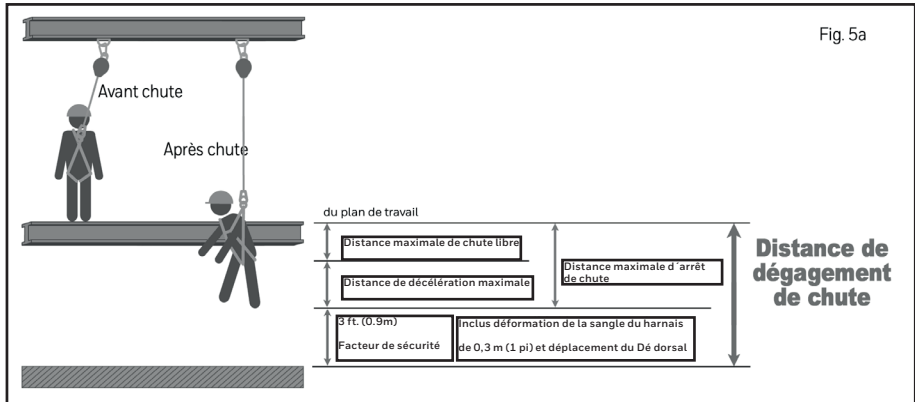 Fig. 5a
Avant chute
Après chute
du plan de travail
Distance maximale de chute libre
Distance de décélération maximale
Distance maximale d´arrêt
de chute
3 ft. (0.9m)
Facteur de sécurité
Inclus déformation de la sangle du harnais
de 0,3 m (1 pi) et déplacement du Dé dorsal
Distance de
dégagement
de chute